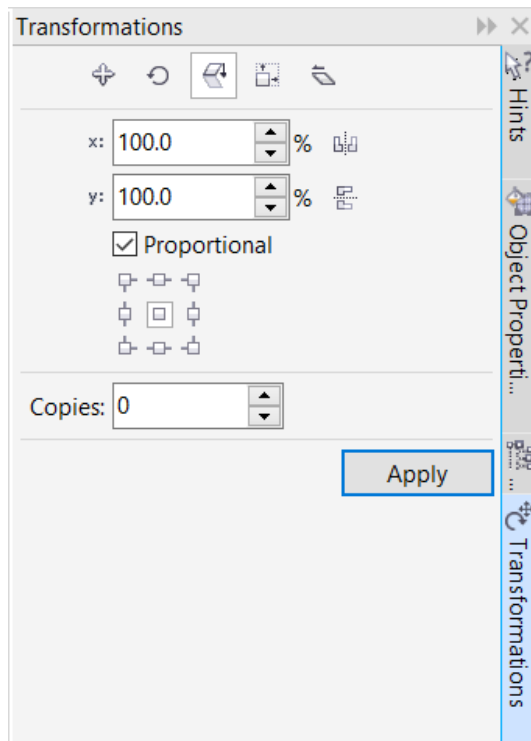 Transformations
x: 100.0 %
y: 100.0 %
Proportional
Copies: 0
Apply
Hints
Object Properti...
...
Transformations